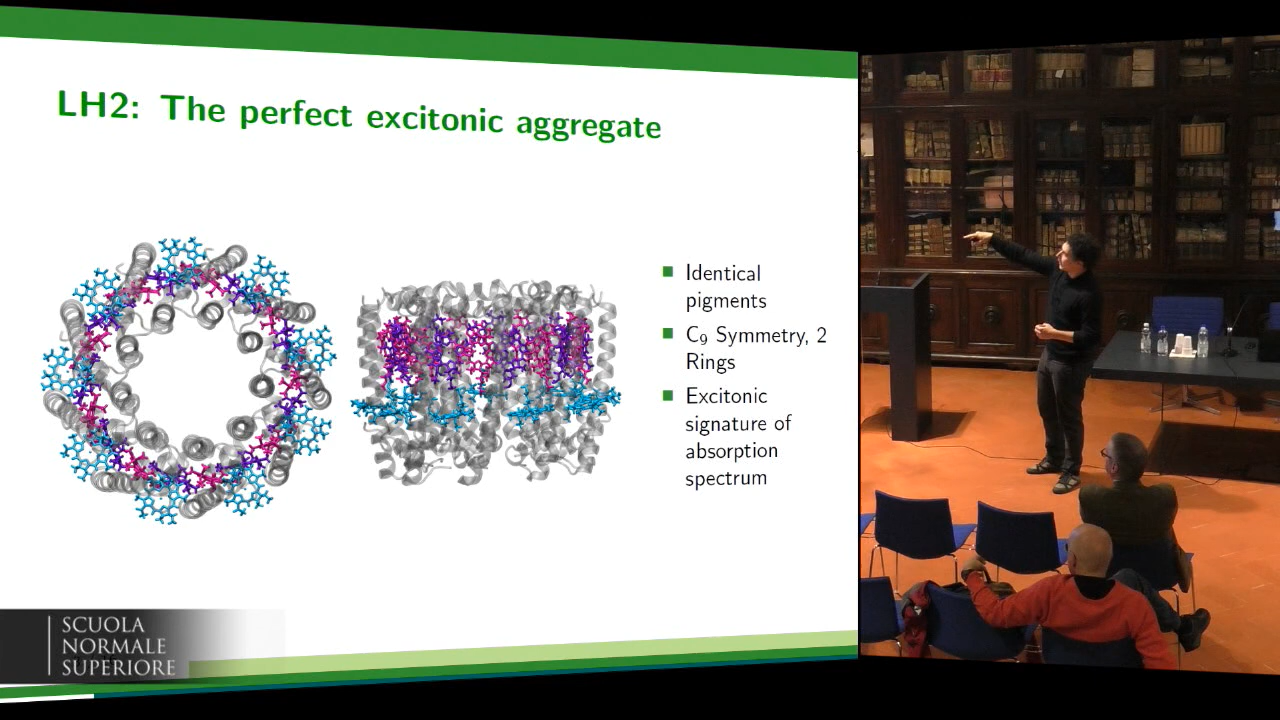 LH2: The perfect excitonic aggregate
Identical
pigments
C₉ Symmetry, 2
Rings
Excitonic
signature of
absorption
spectrum
SCUOLA
NORMALE
SUPERIORE